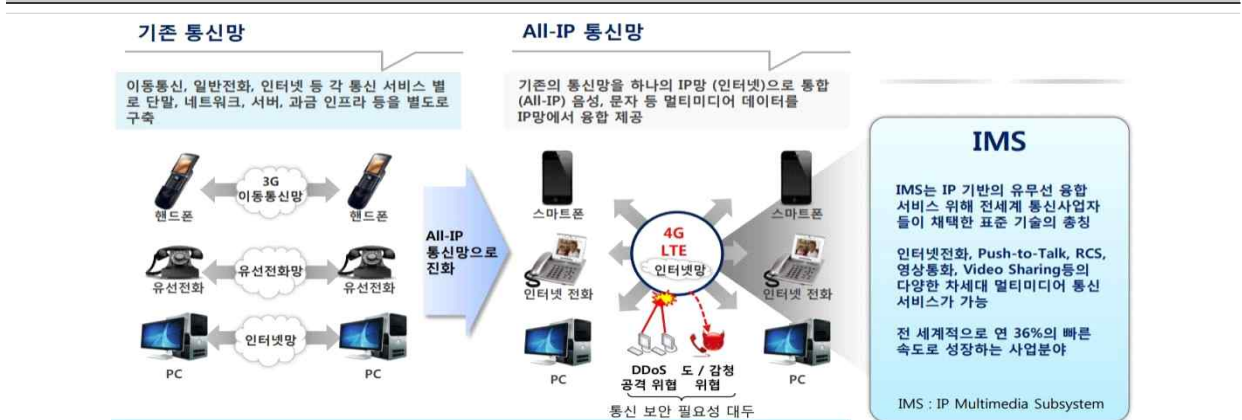 기존 통신망
이동통신, 일반전화, 인터넷 등 각 통신 서비스 별
로 단말, 네트워크, 서버, 과금 인프라 등을 별도로
구축
3G
이동통신망
핸드폰
핸드폰
유선전화망
유선전화
유선전화
인터넷망
PC
PC
All-IP
통신망으로
진화
All-IP 통신망
기존의 통신망을 하나의 IP망 (인터넷)으로 통합
(All-IP) 음성, 문자 등 멀티미디어 데이터를
IP망에서 융합 제공
스마트폰
스마트폰
4G
LTE
인터넷망
인터넷 전화
인터넷 전화
PC
PC
DDoS
공격 위협
도 / 감청
위협
통신 보안 필요성 대두
IMS
IMS는 IP 기반의 유무선 융합
서비스 위해 전세계 통신사업자
들이 채택한 표준 기술의 총칭
인터넷전화, Push-to-Talk, RCS,
영상통화, Video Sharing등의
다양한 차세대 멀티미디어 통신
서비스가 가능
전 세계적으로 연 36%의 빠른
속도로 성장하는 사업분야
IMS : IP Multimedia Subsystem